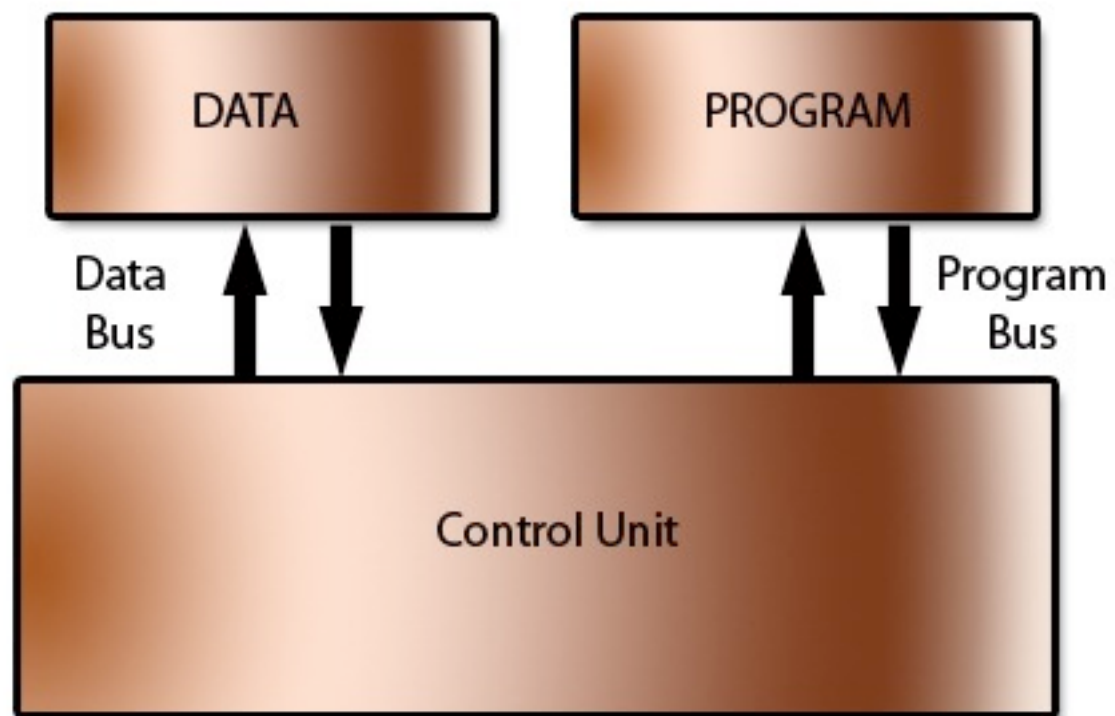 DATA
PROGRAM
Data
Bus
Program
Bus
Control Unit